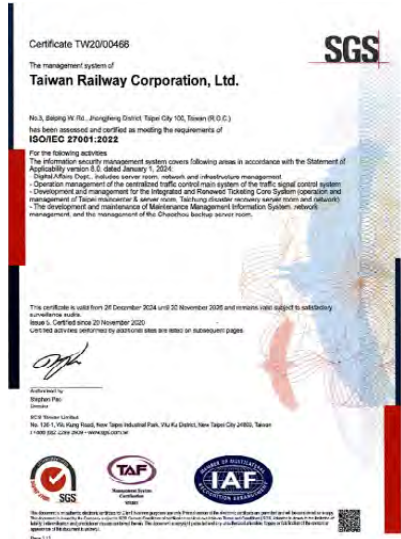 Certificate TW20/00468
SGS
The management system of
Taiwan Railway Corporation, Ltd.
No.3, Beiping W. Rd., Jhongjheng District, Taipei City 100, Taiwan (R.O.C.)
has been assessed and certified as meeting the requirements of
ISO/IEC 27001:2022
For the following activities
The information security management system covers following areas in accordance with the Statement of
Applicability version 8.0, dated January 1, 2024:
- Digital Affairs Dept., includes server room, network and infrastructure management
- Operation management of the centralized traffic control main system of the traffic signal control system
- Development and management for the Integrated and Renewed Ticketing Core System (operation and
management of Taipei maincenter & server room, Taichung disaster recovery server room and network)
- The development and maintenance of Maintenance Management Information System, network
management, and the management of the Chaozhou backup server room.
This certificate is valid from 26 December 2024 until 20 November 2026 and remains valid subject to satisfactory
surveillance audits.
Issue 5. Certified since 20 November 2020
Certified activities performed by additional sites are listed on subsequent pages
Authorised by
Stephen Pao
Director
SGS Taiwan Limited
No. 136-1, Wu Kung Road, New Taipei Industrial Park, Wu Ku District, New Taipei City 24803, Taiwan
SGS
TAF
Management System
Certification
MEMBER OF MULTILATERAL
RECOGNITION ARRANGEMENT
IAF